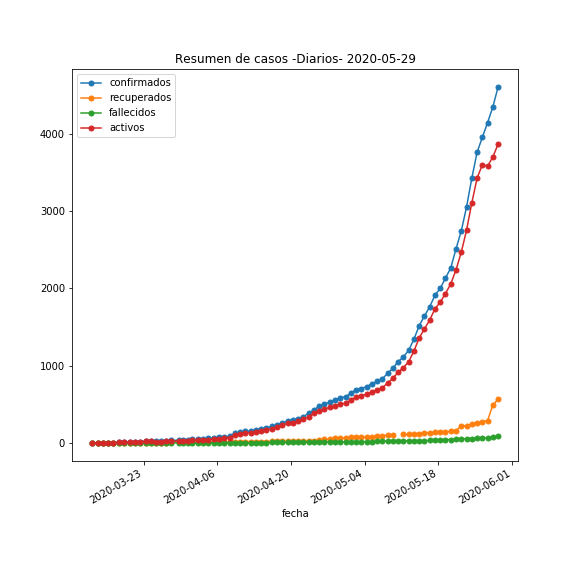 Resumen de casos -Diarios- 2020-05-29
confirmados
recuperados
fallecidos
activos
4000
3000
2000
1000
0
2020-03-23
2020-04-06
2020-04-20
2020-05-04
2020-05-18
2020-06-01
fecha